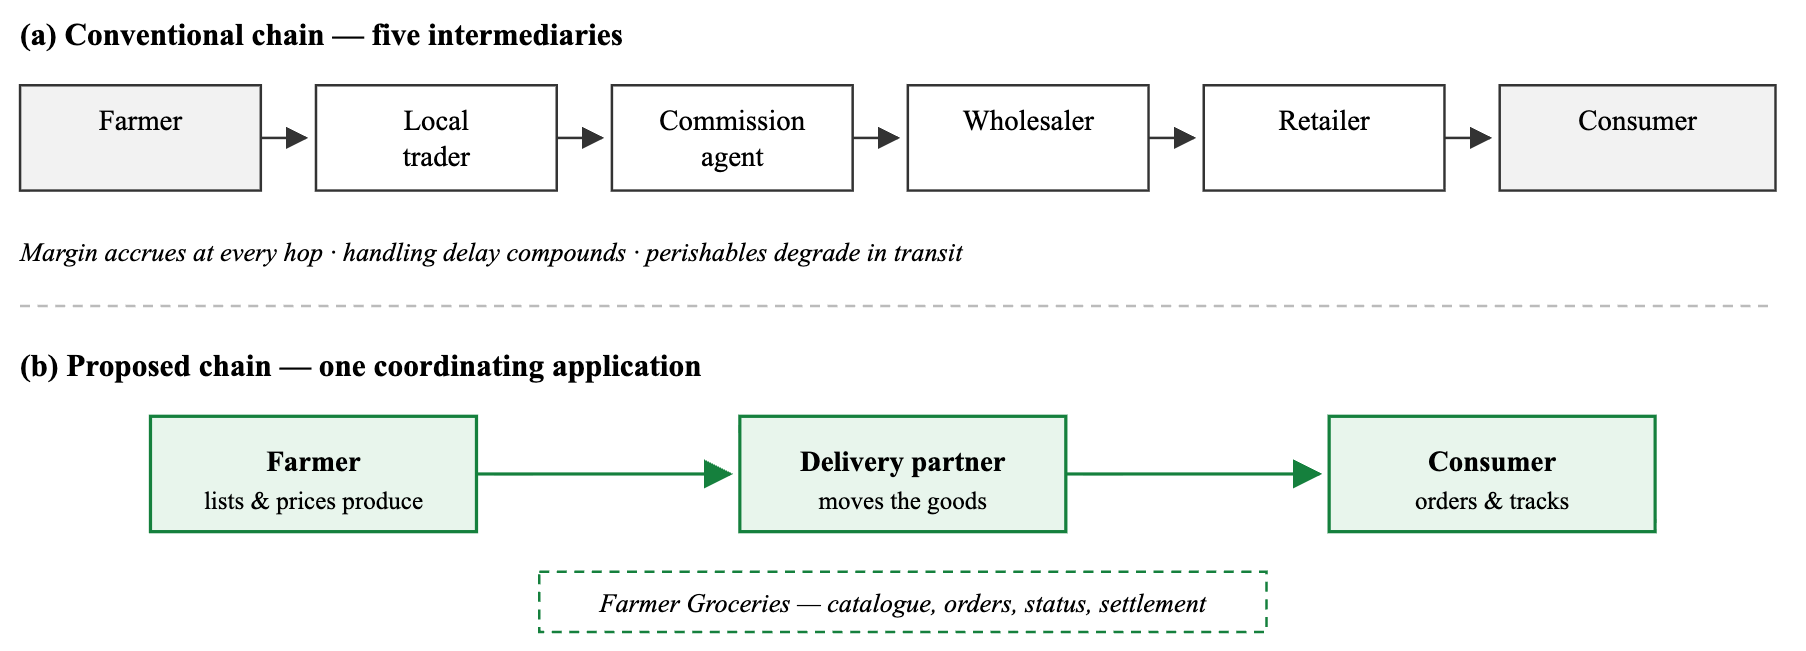 (a) Conventional chain — five intermediaries
Farmer
Local
trader
Commission
agent
Wholesaler
Retailer
Consumer
Margin accrues at every hop · handling delay compounds · perishables degrade in transit
(b) Proposed chain — one coordinating application
Farmer
lists & prices produce
Delivery partner
moves the goods
Consumer
orders & tracks
Farmer Groceries — catalogue, orders, status, settlement